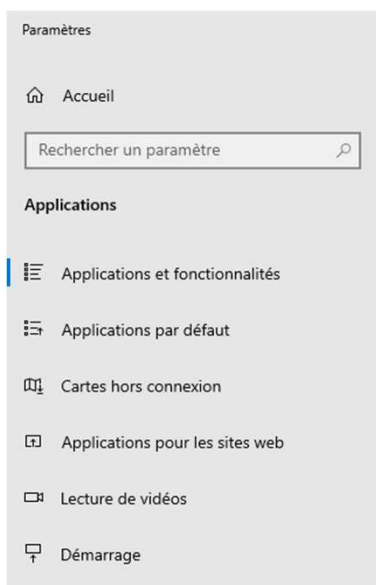 Paramètres
Accueil
Rechercher un paramètre
Applications
Applications et fonctionnalités
Applications par défaut
Cartes hors connexion
Applications pour les sites web
Lecture de vidéos
Démarrage